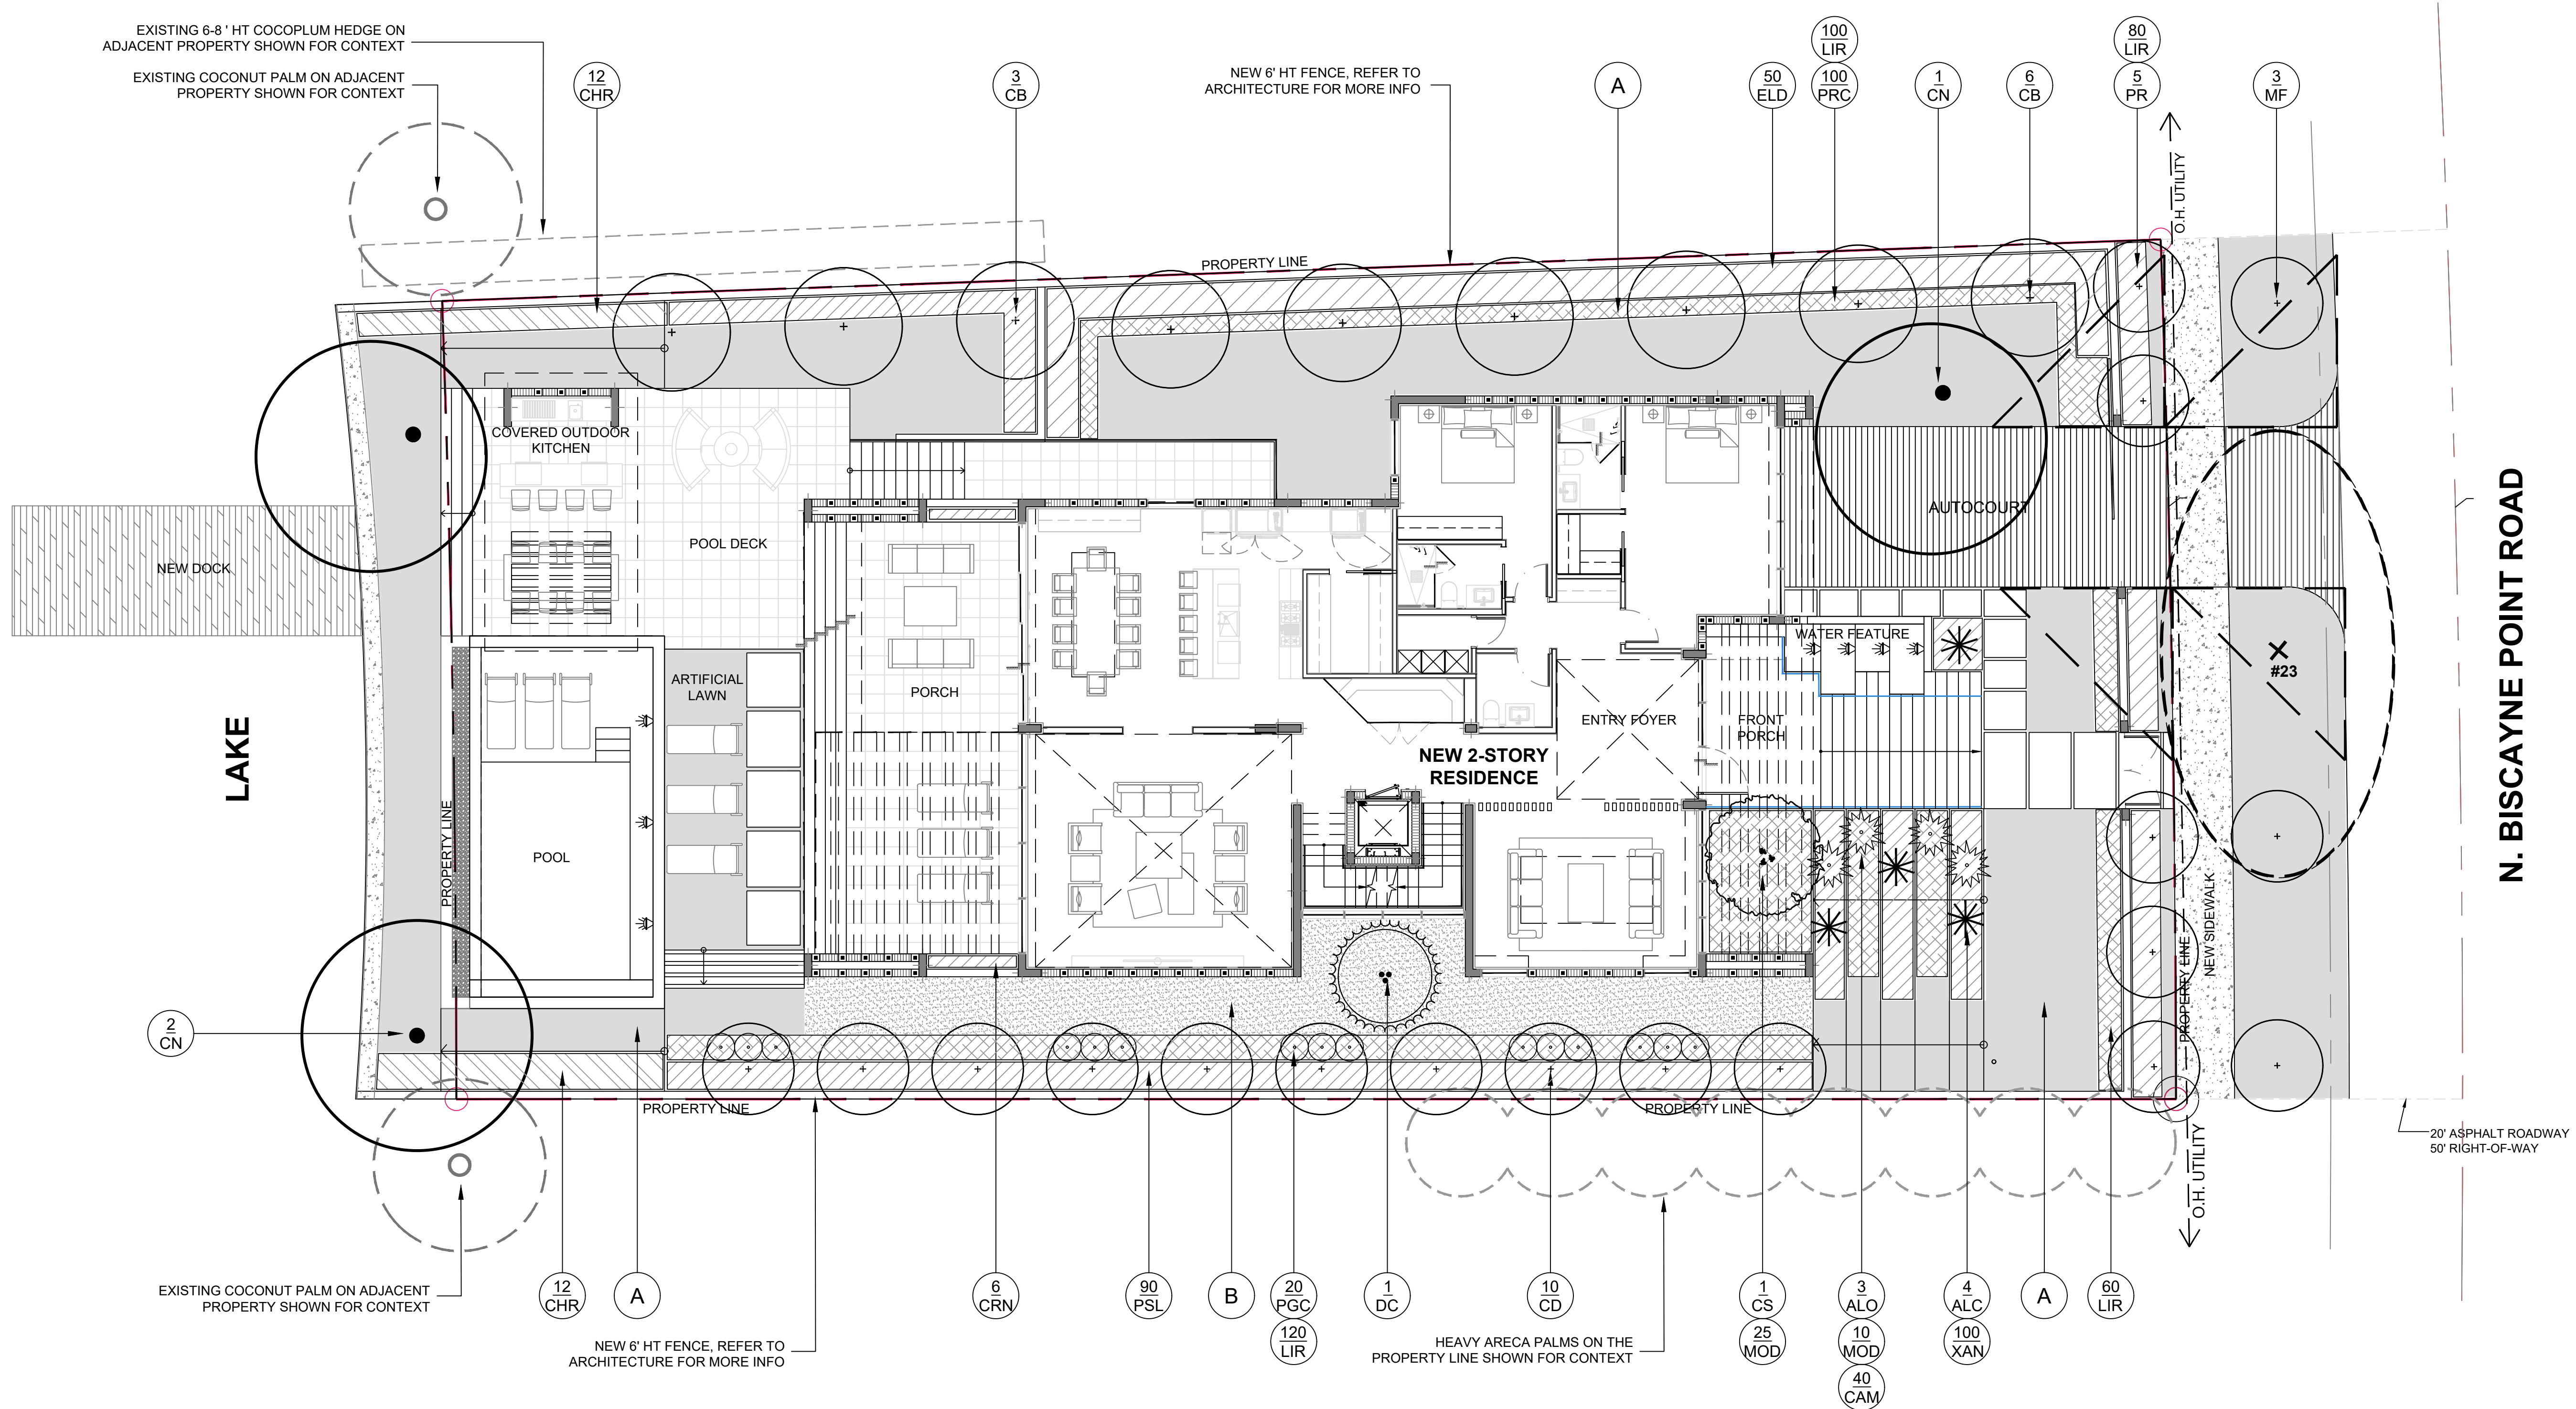 EXISTING 6-8 ' HT COCOPLUM HEDGE ON
ADJACENT PROPERTY SHOWN FOR CONTEXT
EXISTING COCONUT PALM ON ADJACENT
PROPERTY SHOWN FOR CONTEXT
12
CHR
3
CB
NEW 6' HT FENCE, REFER TO
ARCHITECTURE FOR MORE INFO
A
50
ELD
100
LIR
100
PRC
1
CN
6
CB
80
LIR
5
PR
3
MF
O.H. UTILITY
PROPERTY LINE
COVERED OUTDOOR
KITCHEN
POOL DECK
NEW DOCK
AUTOCOURT
WATER FEATURE
#23
ARTIFICIAL
LAWN
PORCH
ENTRY FOYER
FRONT
PORCH
NEW 2-STORY
RESIDENCE
LAKE
PROPERTY LINE
POOL
N. BISCAYNE POINT ROAD
NEW SIDEWALK
PROPERTY LINE
2
CN
PROPERTY LINE
PROPERTY LINE
20' ASPHALT ROADWAY
50' RIGHT-OF-WAY
O.H. UTILITY
EXISTING COCONUT PALM ON ADJACENT
PROPERTY SHOWN FOR CONTEXT
12
CHR
A
6
CRN
90
PSL
B
20
PGC
120
LIR
1
DC
10
CD
1
CS
25
MOD
3
ALO
10
MOD
40
CAM
4
ALC
100
XAN
A
60
LIR
NEW 6' HT FENCE, REFER TO
ARCHITECTURE FOR MORE INFO
HEAVY ARECA PALMS ON THE
PROPERTY LINE SHOWN FOR CONTEXT